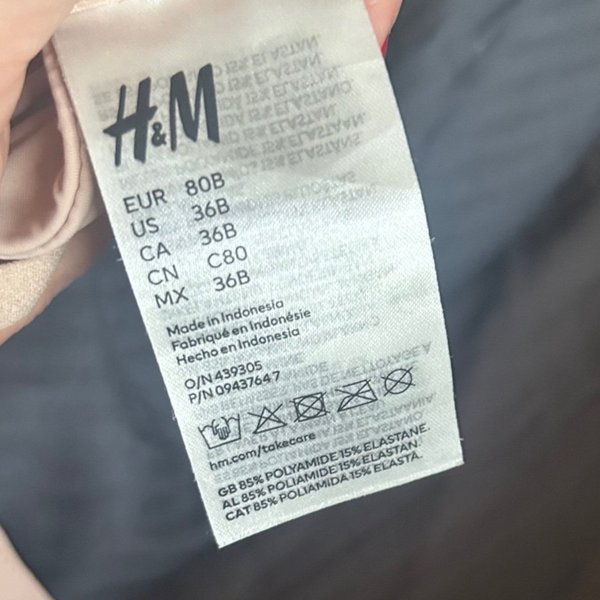 H&M
EUR 80B
US 36B
CA 36B
CN C80
MX 36B
Made in Indonesia
Fabriqué en Indonésie
Hecho en Indonesia
O/N 439305
P/N 09437647
hm.com/takecare
GB 85% POLYAMIDE 15% ELASTANE.
AL 85% POLIAMIDE 15% ELASTAN.
CAT 85% POLIAMIDA 15% ELASTA.